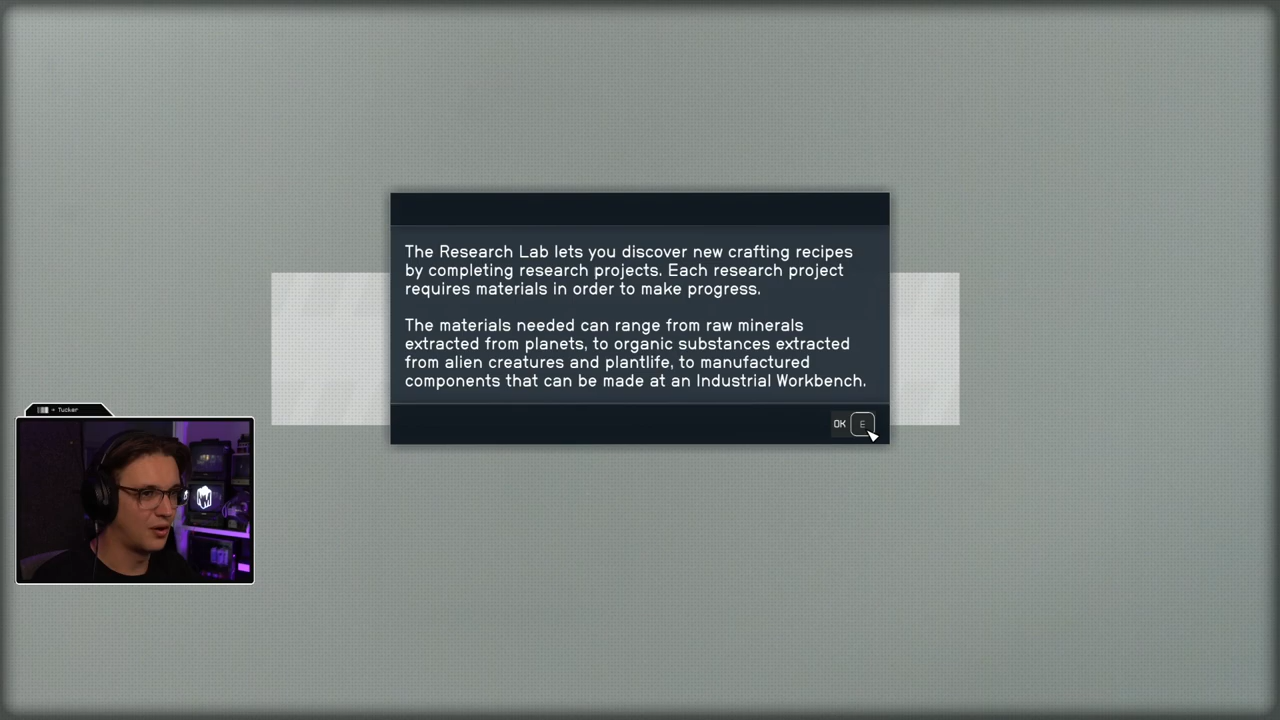 The Research Lab lets you discover new crafting recipes
by completing research projects. Each research project
requires materials in order to make progress.
The materials needed can range from raw minerals
extracted from planets, to organic substances extracted
from alien creatures and plantlife, to manufactured
components that can be made at an Industrial Workbench.
OK E
Tucker